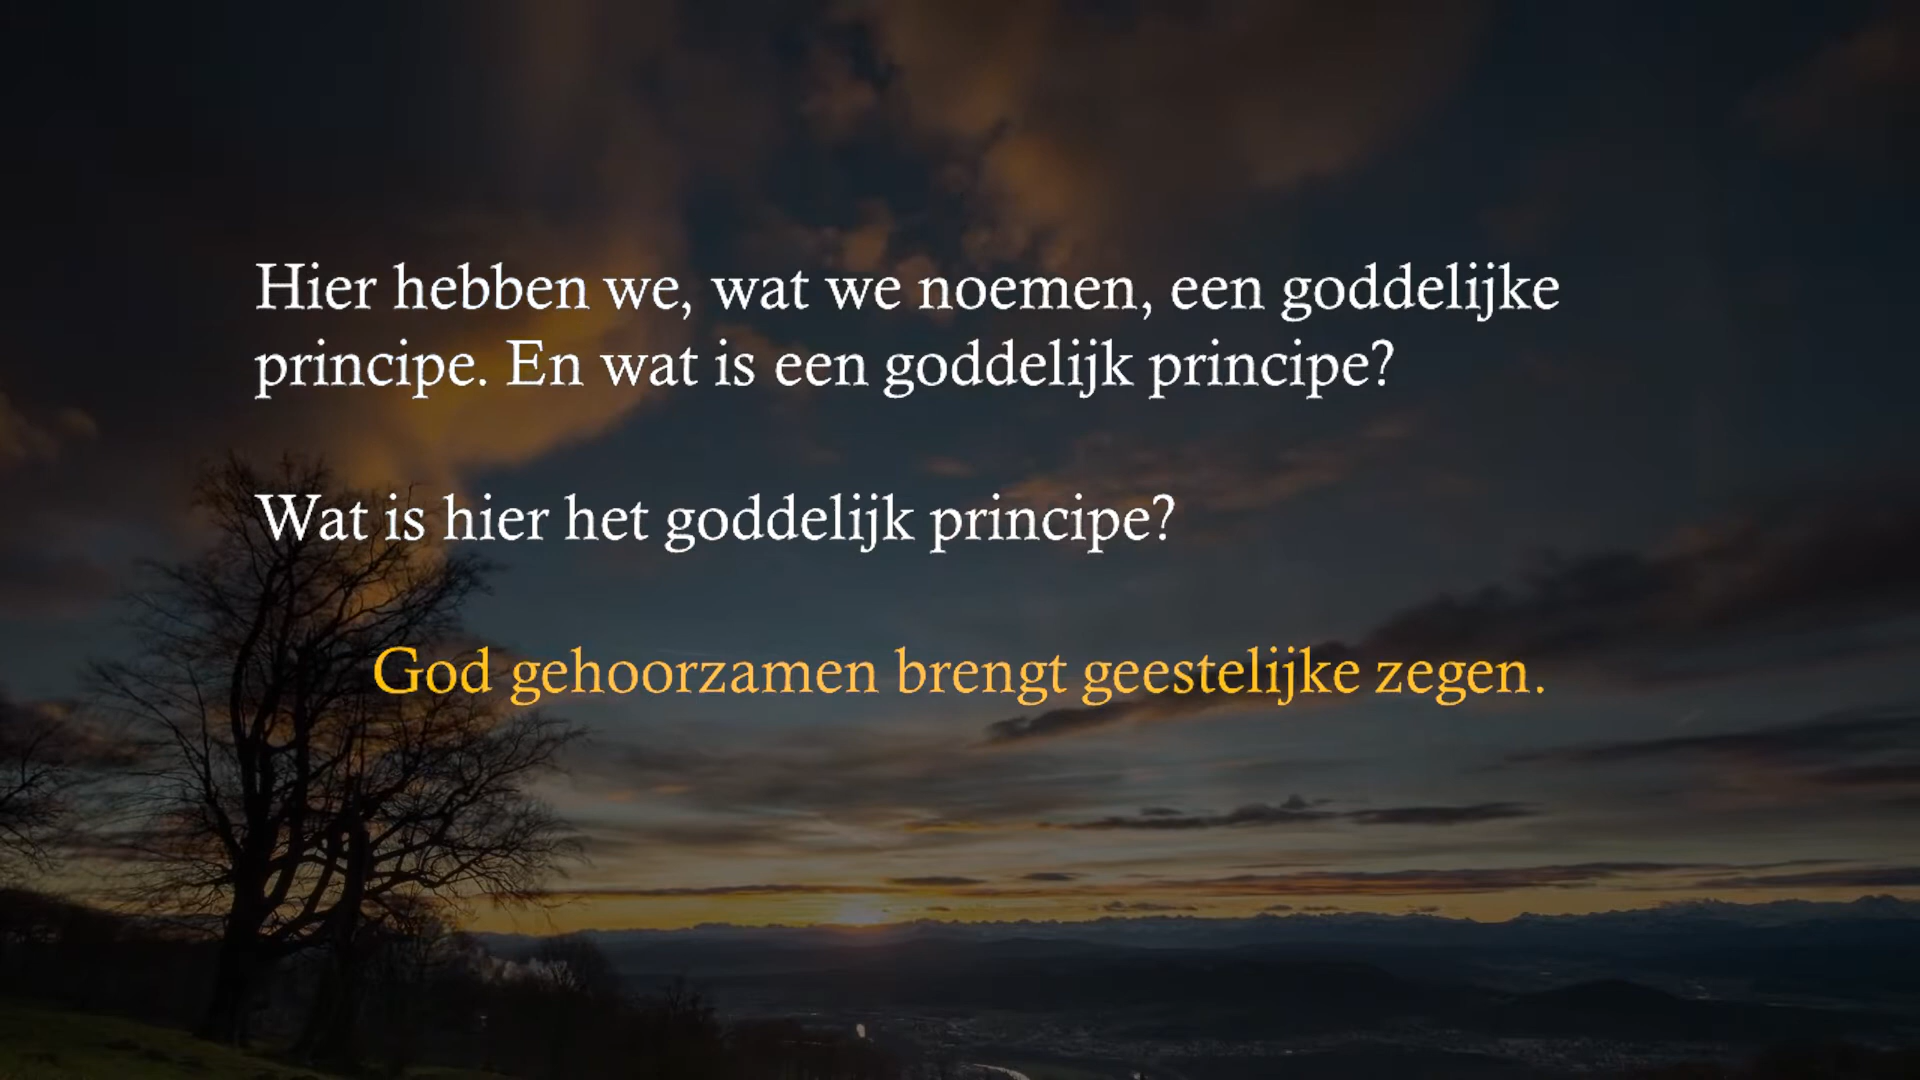 Hier hebben we, wat we noemen, een goddelijke
principe. En wat is een goddelijk principe?
Wat is hier het goddelijk principe?
God gehoorzamen brengt geestelijke zegen.